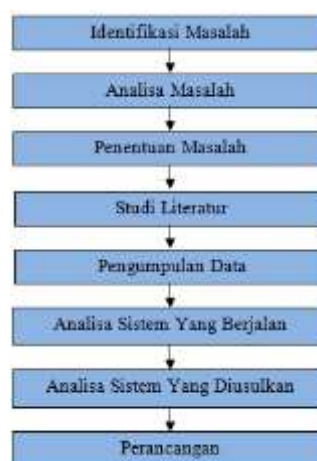 Identifikasi Masalah
Analisa Masalah
Penentuan Masalah
Studi Literatur
Pengumpulan Data
Analisa Sistem Yang Berjalan
Analisa Sistem Yang Diusulkan
Perancangan